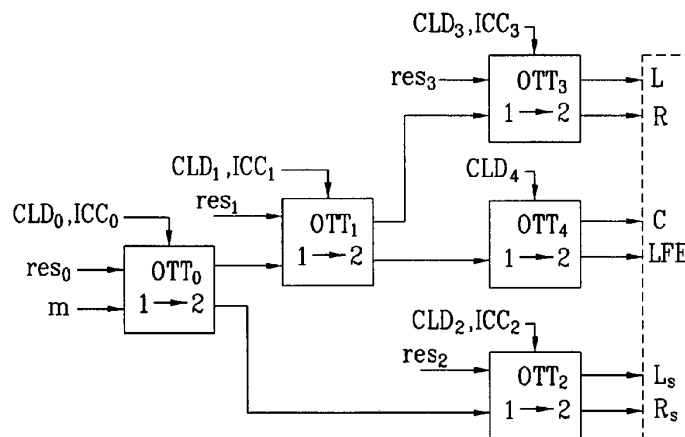 CLD₃,ICC₃
res₃
OTT₃
1 → 2
L
R
CLD₁,ICC₁
res₁
OTT₁
1 → 2
CLD₄
OTT₄
1 → 2
C
LFE
CLD₀,ICC₀
res₀
m
OTT₀
1 → 2
CLD₂,ICC₂
res₂
OTT₂
1 → 2
Lₛ
Rₛ